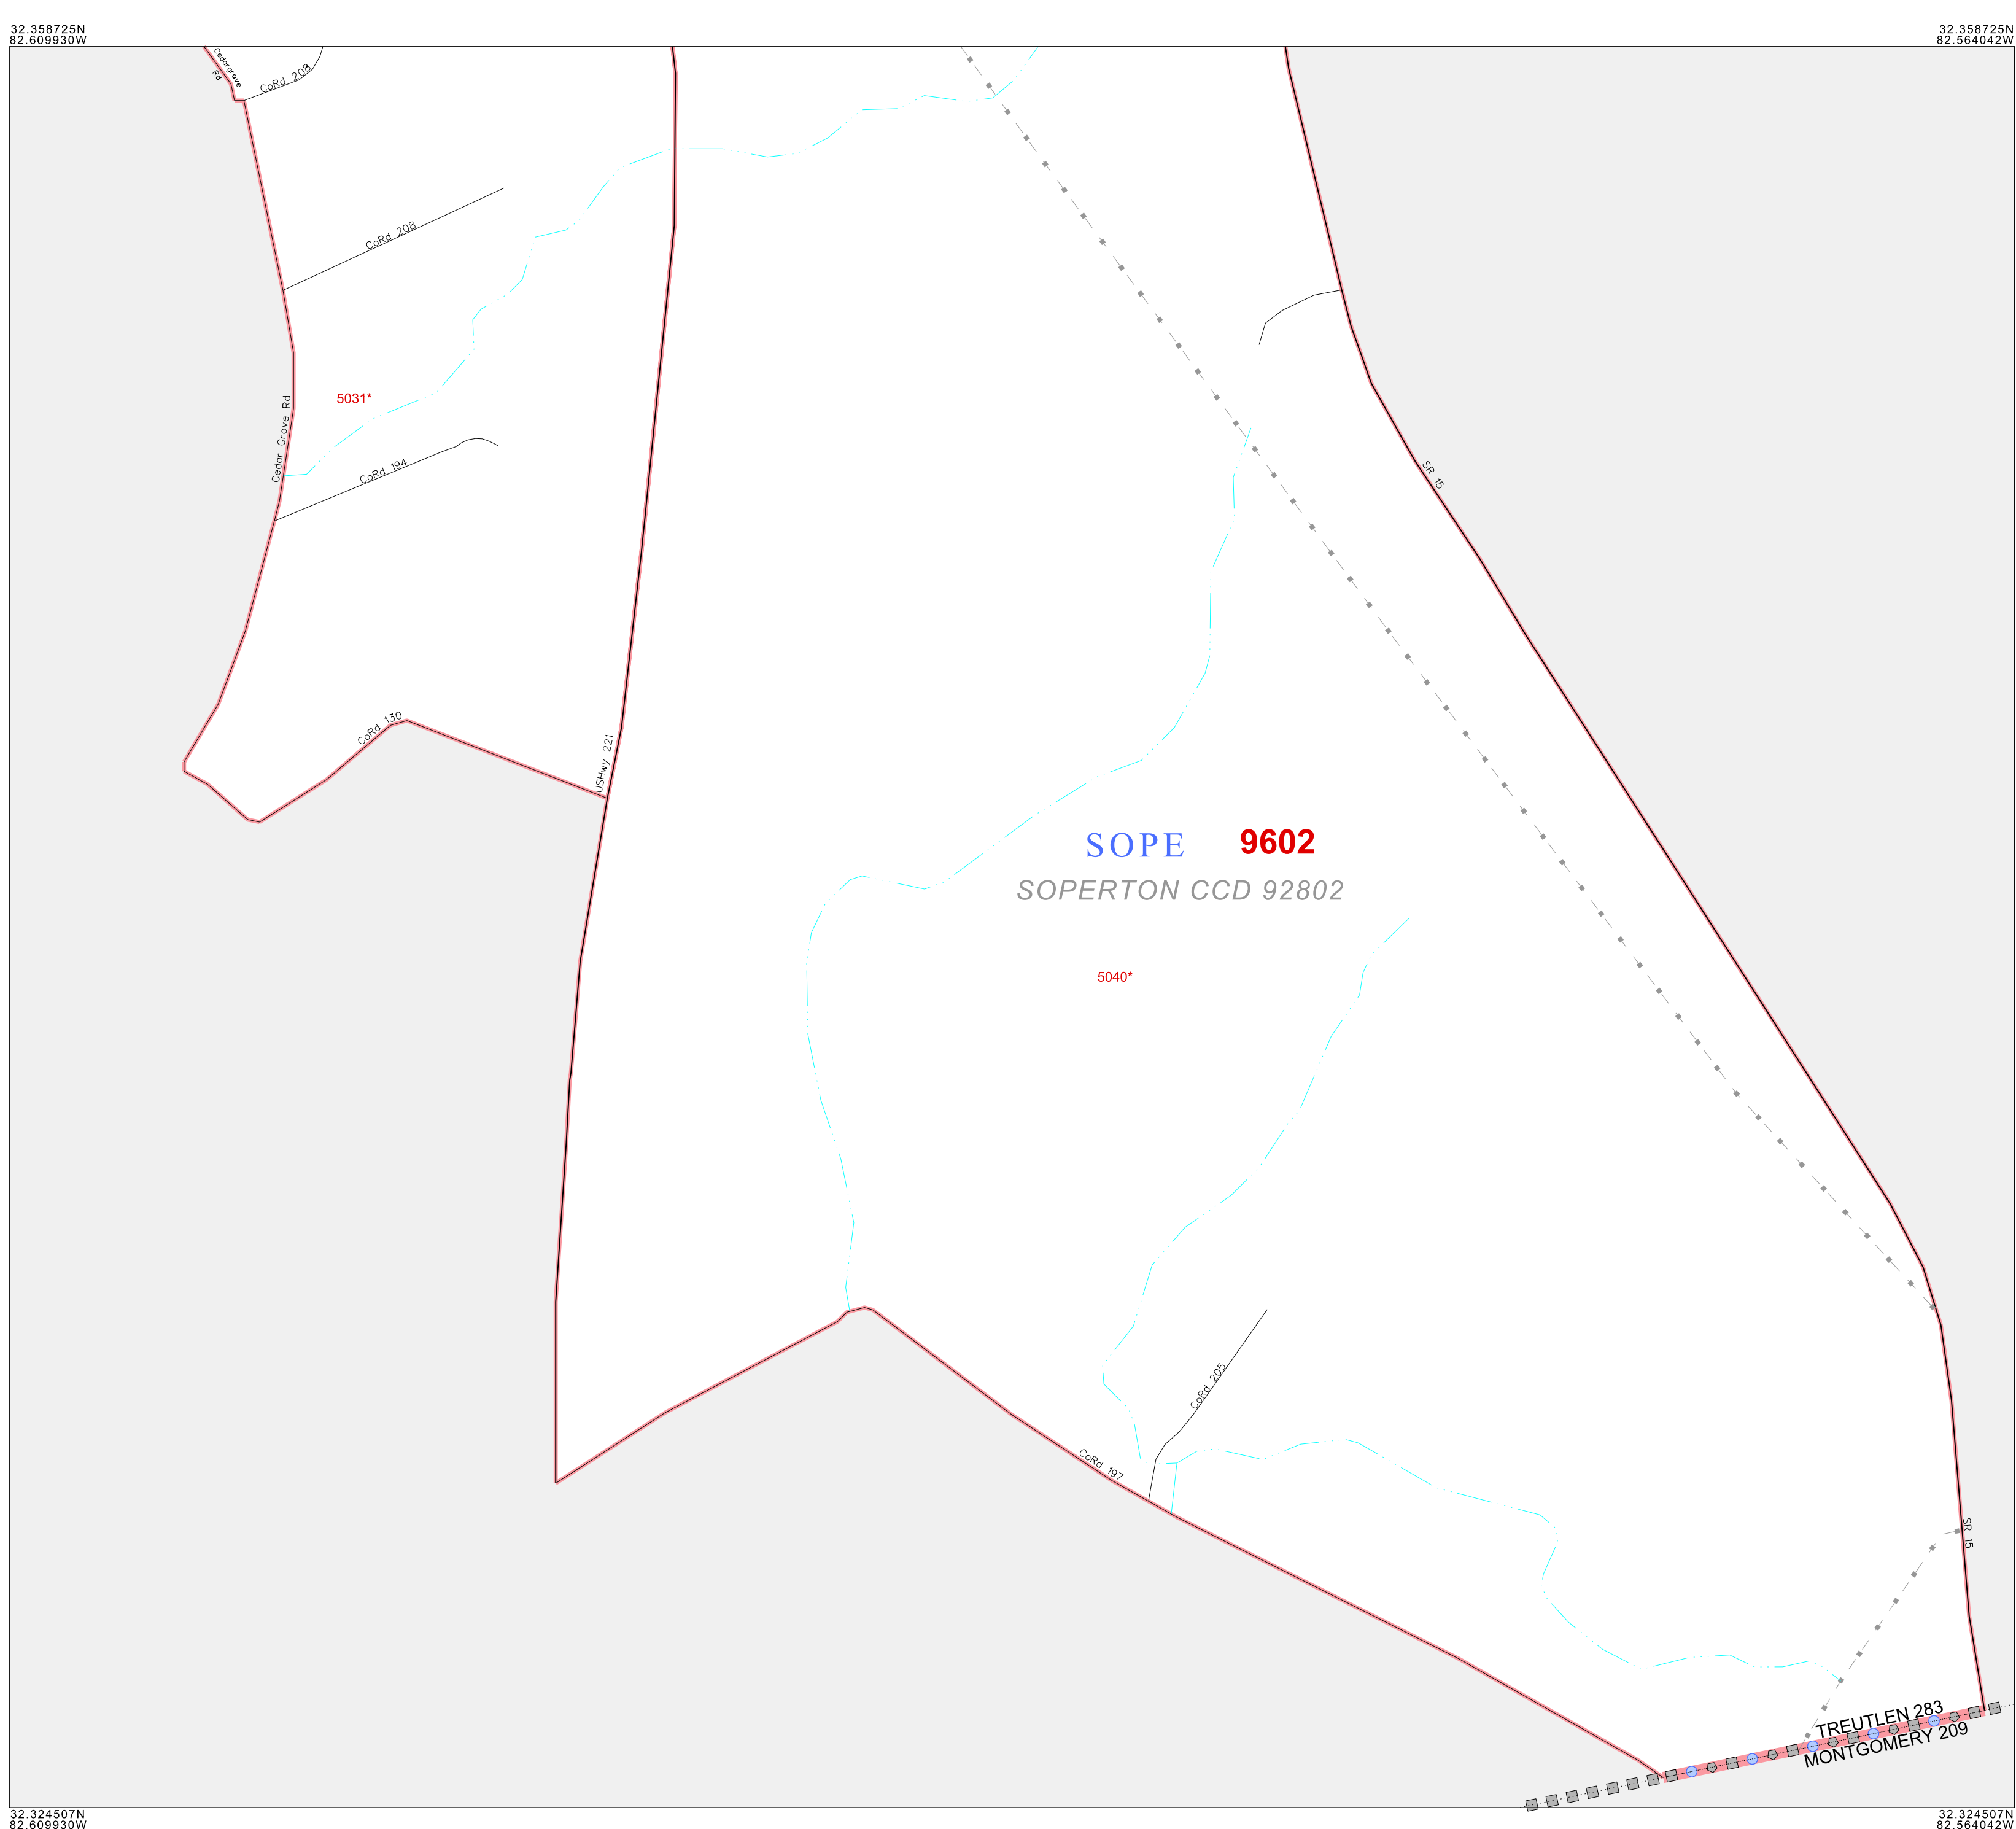 32.358725N
82.609930W
32.358725N
82.564042W
Cedargrove
Rd
CoRd 208
CoRd 208
5031*
Cedar Grove Rd
CoRd 194
SR 15
CoRd 130
USHwy 221
SOPE 9602
SOPERTON CCD 92802
5040*
CoRd 205
CoRd 197
SR 15
TREUTLEN 283
MONTGOMERY 209
32.324507N
82.609930W
32.324507N
82.564042W